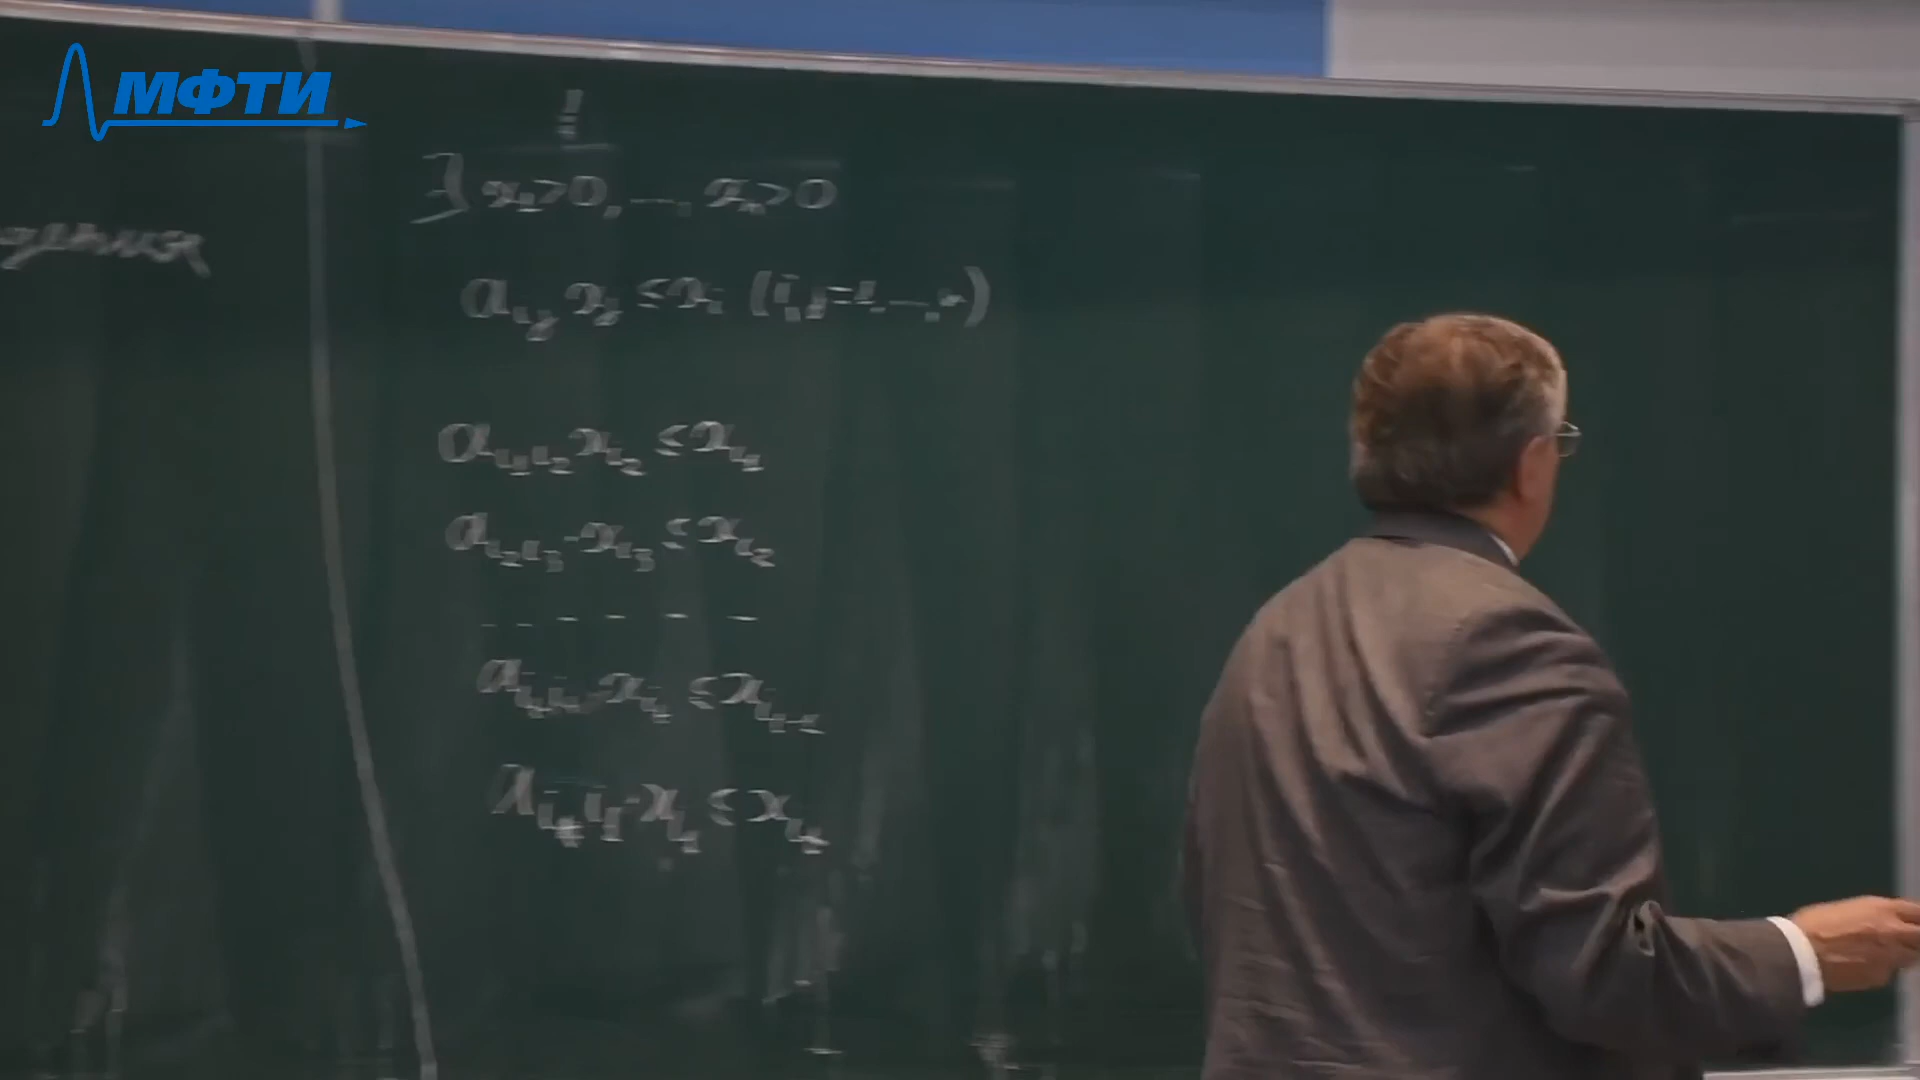 МФТИ
!
∃ x₁>0, ..., xₙ>0
a_{ij} x_j ≤ x_i (i,j=1,...,n)
a_{i₁i₂} x_{i₂} ≤ x_{i₁}
a_{i₂i₃} · x_{i₃} ≤ x_{i₂}
- - - - - -
a_{i_{k-1}i_k} · x_{i_k} ≤ x_{i_{k-1}}
a_{i_k i₁} · x_{i₁} ≤ x_{i_k}